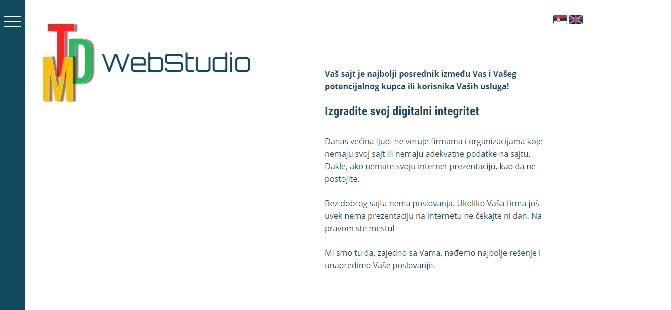 TDM WebStudio
Vaš sajt je najbolji posrednik između Vas i Vašeg
potencijalnog kupca ili korisnika Vaših usluga!
Izgradite svoj digitalni integritet
Danas većina ljudi ne veruje firmama i organizacijama koje
nemaju svoj sajt ili nemaju adekvatne podatke na sajtu.
Dakle, ako nemate svoju internet prezentaciju, kao da ne
postojite.
Bez dobrog sajta nema poslovanja. Ukoliko Vaša firma još
uvek nema prezentaciju na internetu ne čekajte ni dan. Na
pravom ste mestu!
Mi smo tu da, zajedno sa Vama, nađemo najbolje rešenje i
unapredimo Vaše poslovanje.